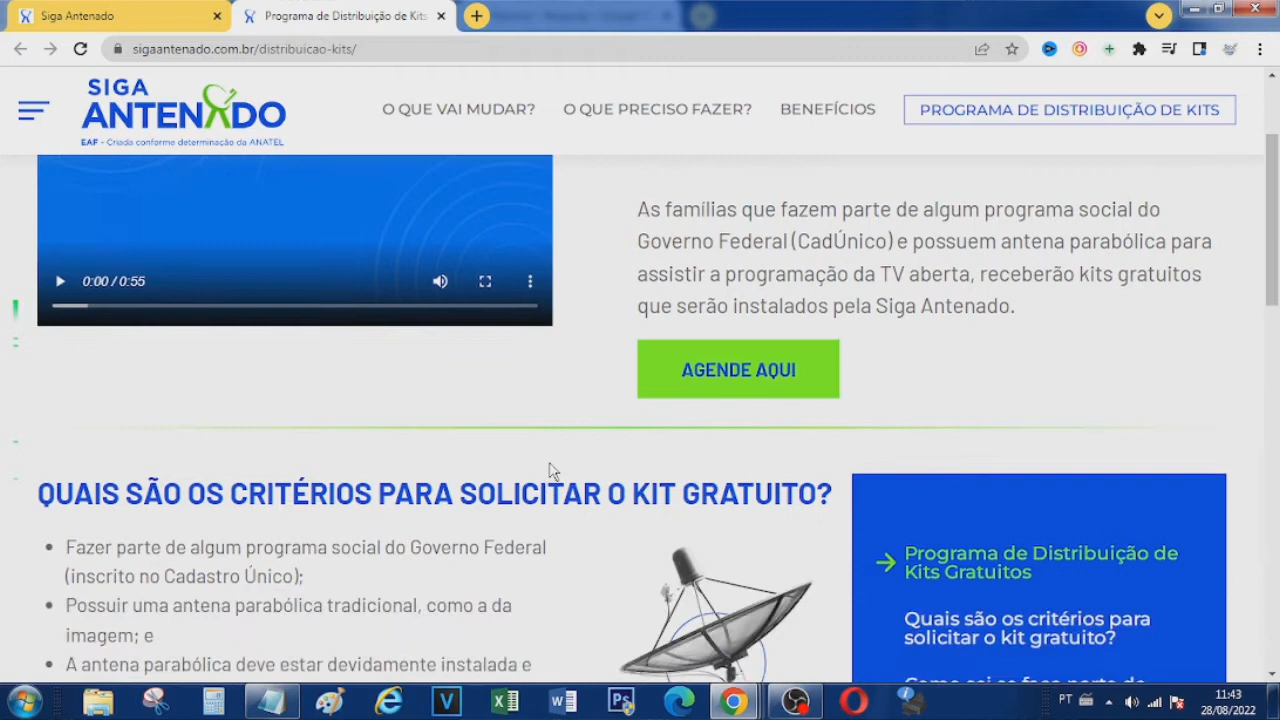 Siga Antenado
Programa de Distribuição de Kits
sigaantenado.com.br/distribuicao-kits/
SIGA
ANTENADO
EAF - Criada conforme determinação da ANATEL
O QUE VAI MUDAR?
O QUE PRECISO FAZER?
BENEFÍCIOS
PROGRAMA DE DISTRIBUIÇÃO DE KITS
0:00 / 0:55
As famílias que fazem parte de algum programa social do
Governo Federal (CadÚnico) e possuem antena parabólica para
assistir a programação da TV aberta, receberão kits gratuitos
que serão instalados pela Siga Antenado.
AGENDE AQUI
QUAIS SÃO OS CRITÉRIOS PARA SOLICITAR O KIT GRATUITO?
Fazer parte de algum programa social do Governo Federal
(inscrito no Cadastro Único);
Possuir uma antena parabólica tradicional, como a da
imagem; e
A antena parabólica deve estar devidamente instalada e
Programa de Distribuição de
Kits Gratuitos
Quais são os critérios para
solicitar o kit gratuito?
PT
11:43
28/08/2022